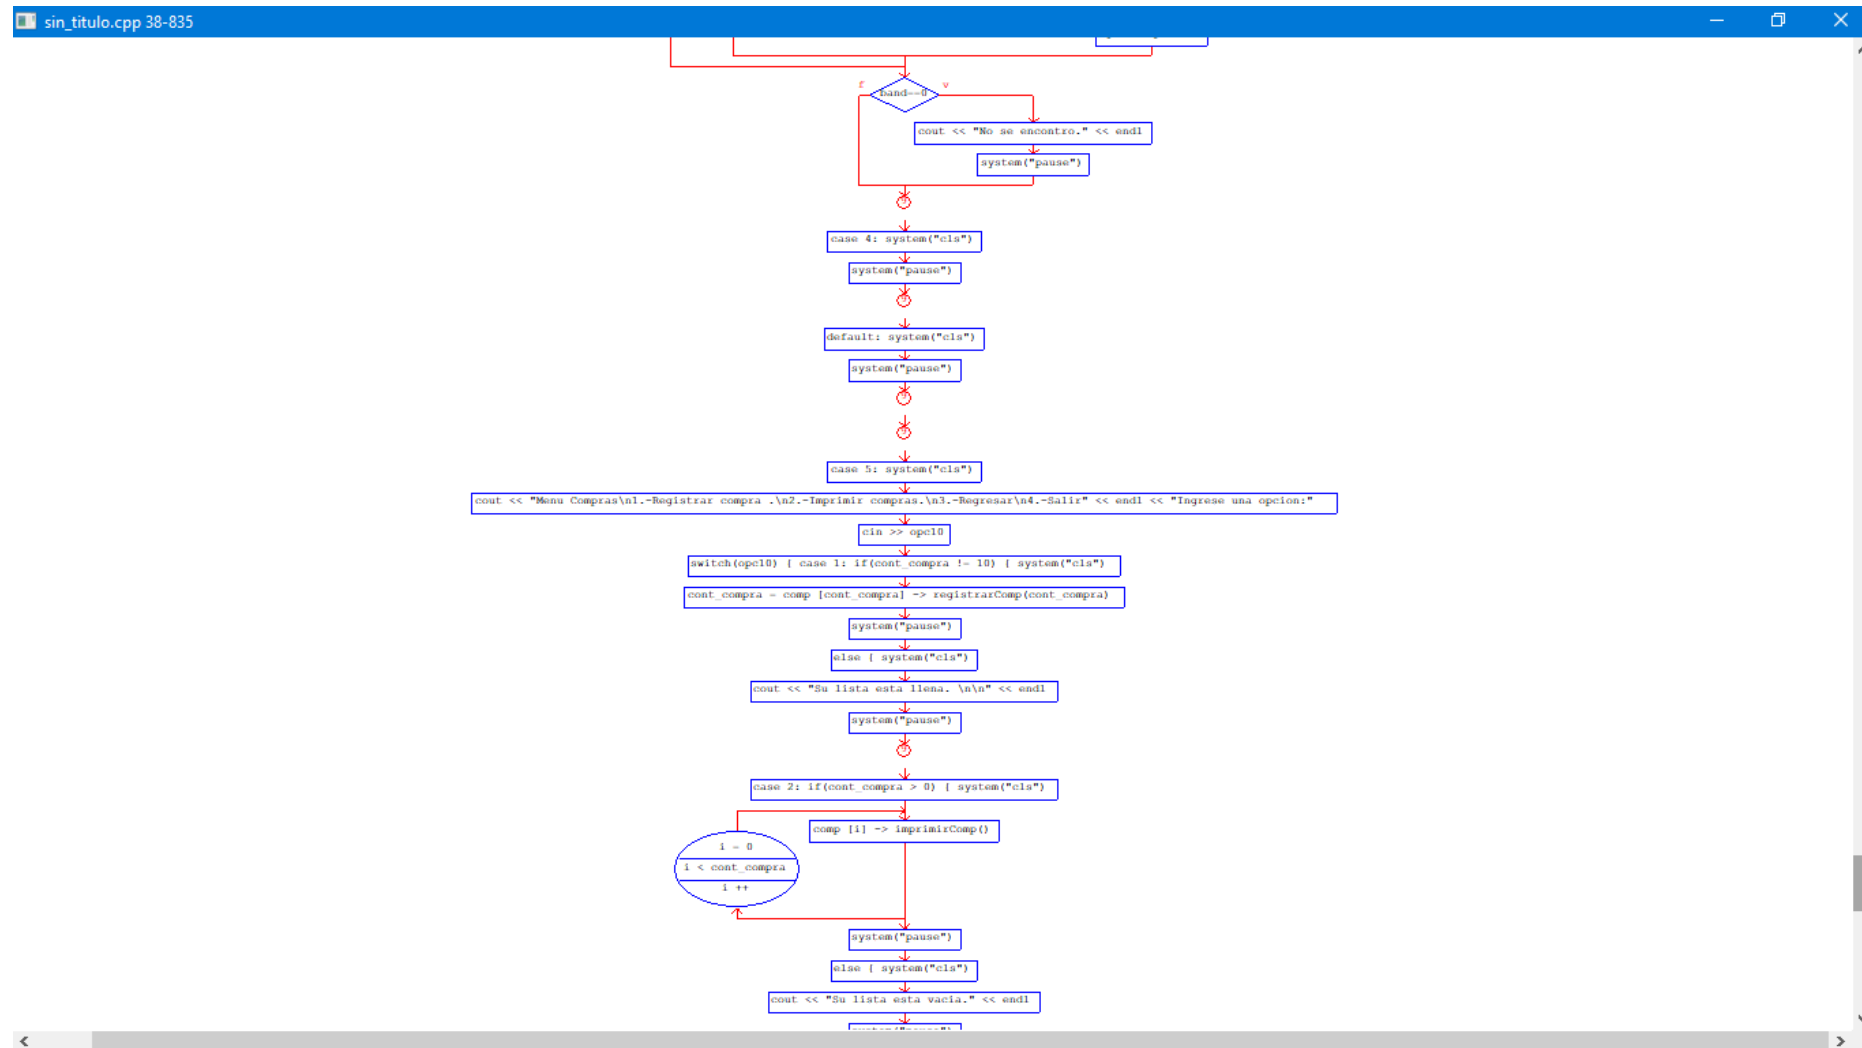 sin_titulo.cpp 38-835
f
v
band==0
cout << "No se encontro." << endl
system("pause")
case 4: system("cls")
system("pause")
default: system("cls")
system("pause")
case 5: system("cls")
cout << "Menu Compras\n1.-Registrar compra .\n2.-Imprimir compras.\n3.-Regresar\n4.-Salir" << endl << "Ingrese una opcion:"
cin >> opc10
switch(opc10) { case 1: if(cont_compra != 10) { system("cls")
cont_compra = comp [cont_compra] -> registrarComp(cont_compra)
system("pause")
else { system("cls")
cout << "Su lista esta llena. \n\n" << endl
system("pause")
case 2: if(cont_compra > 0) { system("cls")
comp [i] -> imprimirComp()
i = 0
i < cont_compra
i ++
system("pause")
else { system("cls")
cout << "Su lista esta vacia." << endl
system("pause")